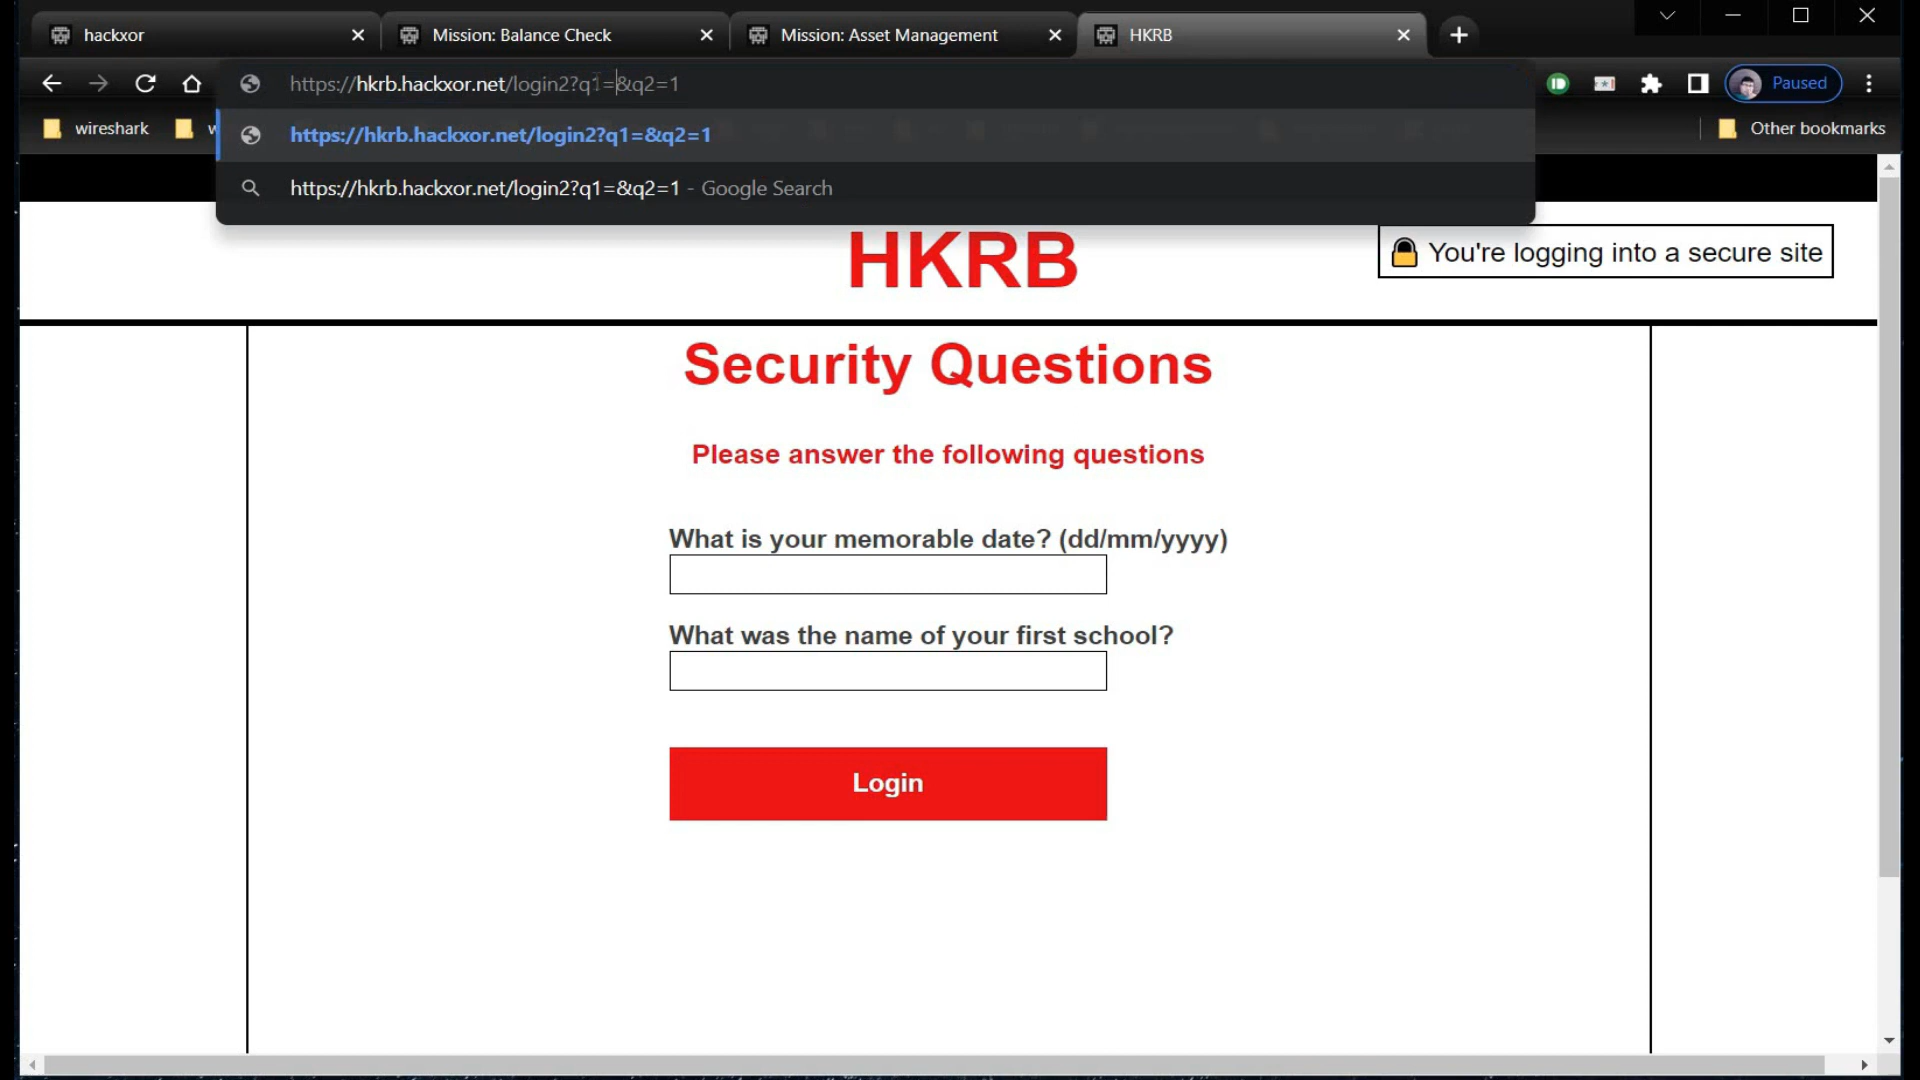 hackxor
Mission: Balance Check
Mission: Asset Management
HKRB
https://hkrb.hackxor.net/login2?q1=&q2=1
Paused
wireshark
w
Other bookmarks
https://hkrb.hackxor.net/login2?q1=&q2=1
https://hkrb.hackxor.net/login2?q1=&q2=1 - Google Search
HKRB
You're logging into a secure site
Security Questions
Please answer the following questions
What is your memorable date? (dd/mm/yyyy)
What was the name of your first school?
Login